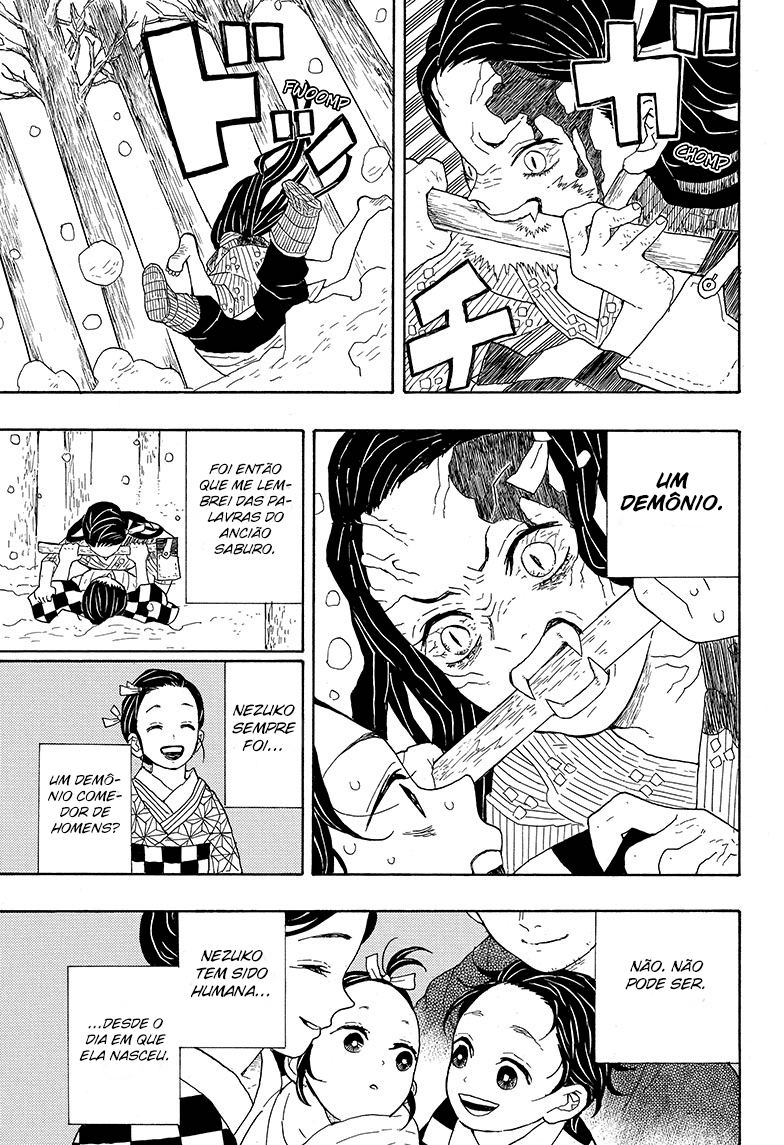 ガ
チ
CHOMP
ド
FWOOMP
UM
DEMÔNIO.
FOI ENTÃO
QUE ME LEM-
BREI DAS PA-
LAVRAS DO
ANCIÃO
SABURO.
NEZUKO
SEMPRE
FOI...
UM DEMÔ-
NIO COME-
DOR DE
HOMENS?
NÃO. NÃO
PODE SER.
NEZUKO
TEM SIDO
HUMANA...
...DESDE O
DIA EM QUE
ELA NASCEU.